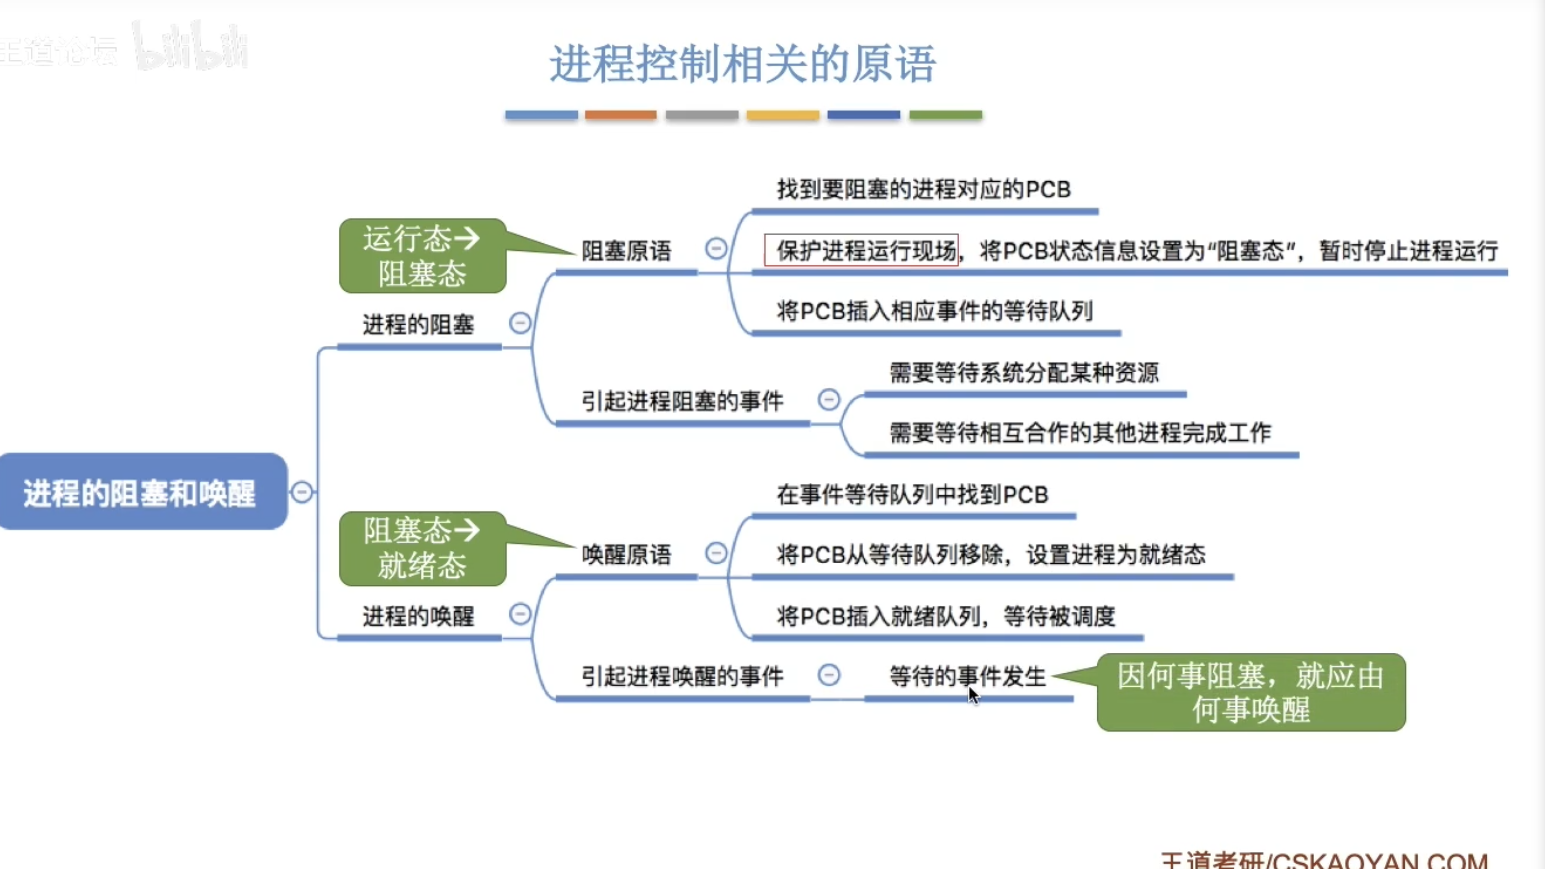 王道论坛 bilibili
进程控制相关的原语
进程的阻塞和唤醒
进程的阻塞
运行态→
阻塞态
阻塞原语
找到要阻塞的进程对应的PCB
保护进程运行现场，将PCB状态信息设置为“阻塞态”，暂时停止进程运行
将PCB插入相应事件的等待队列
引起进程阻塞的事件
需要等待系统分配某种资源
需要等待相互合作的其他进程完成工作
进程的唤醒
阻塞态→
就绪态
唤醒原语
在事件等待队列中找到PCB
将PCB从等待队列移除，设置进程为就绪态
将PCB插入就绪队列，等待被调度
引起进程唤醒的事件
等待的事件发生
因何事阻塞，就应由
何事唤醒
王道考研/CSKAOYAN.COM